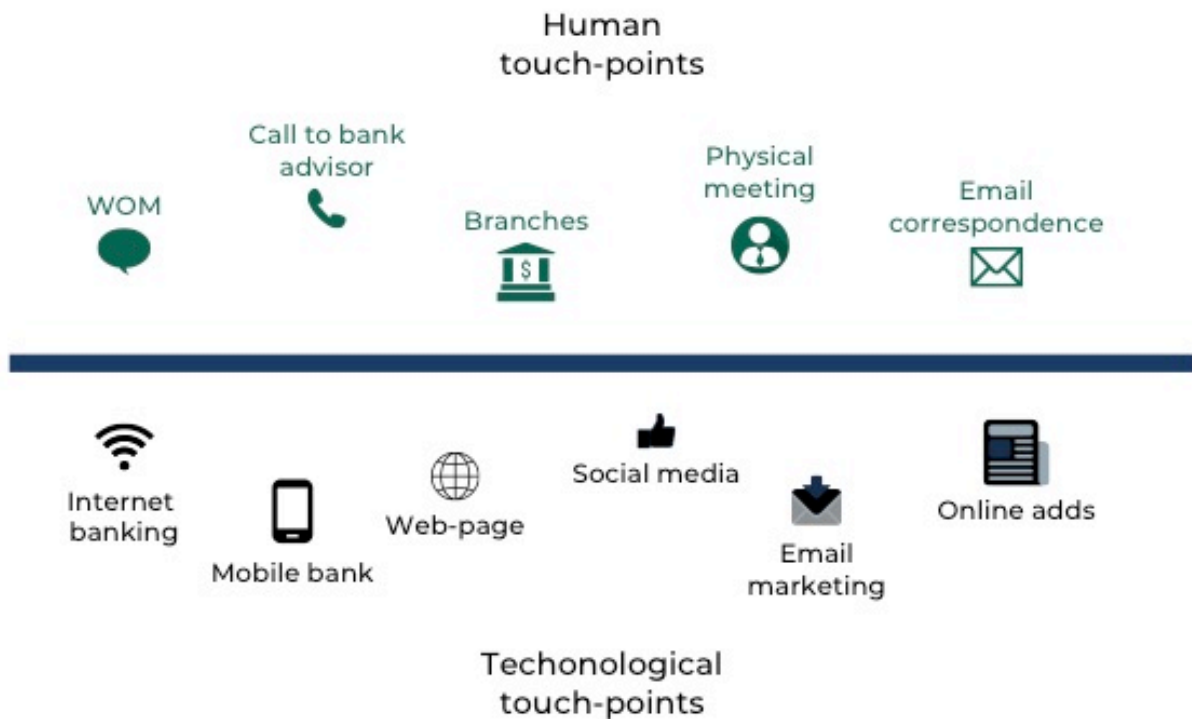 Human
touch-points
Call to bank
advisor
WOM
Branches
Physical
meeting
Email
correspondence
$
Internet
banking
Mobile bank
Web-page
Social media
Email
marketing
Online adds
Techonological
touch-points